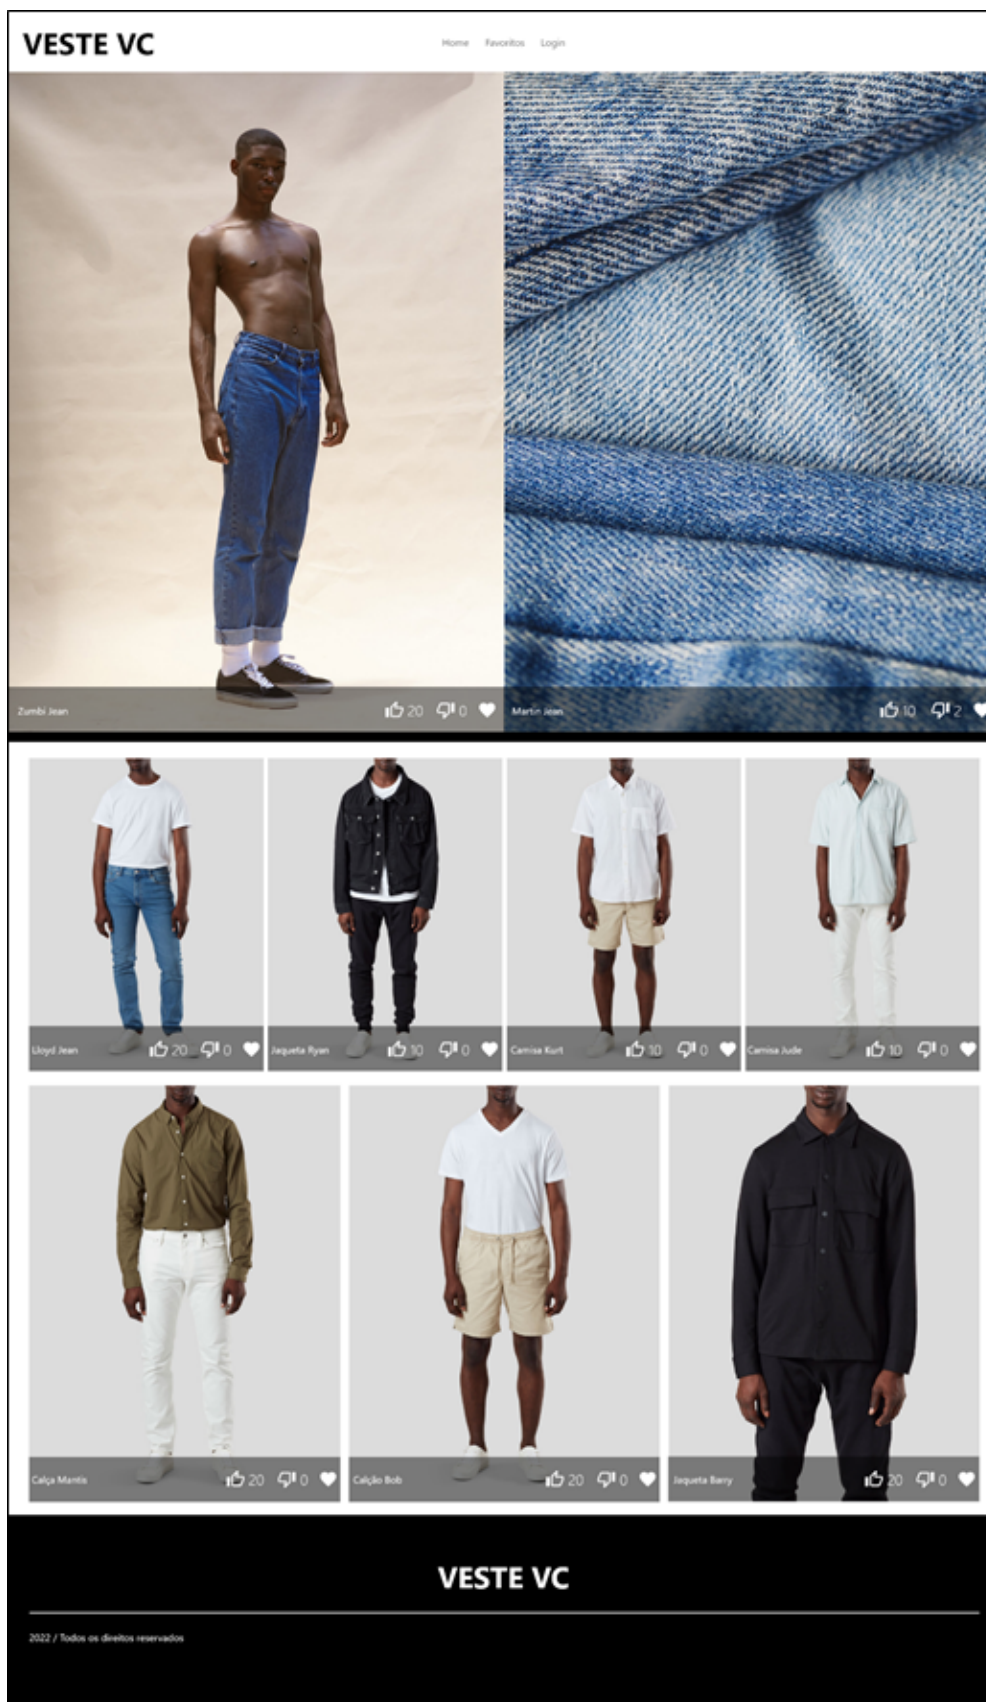 VESTE VC
Home Favoritos Login
Zumbi Jean 20 0
Martin Jean 10 2
Lloyd Jean 20 0
Jaqueta Ryan 10 0
Camisa Kurt 10 0
Camisa Jude 10 0
Calça Mantis 20 0
Calção Bob 20 0
Jaqueta Barry 20 0
VESTE VC
2022 / Todos os direitos reservados